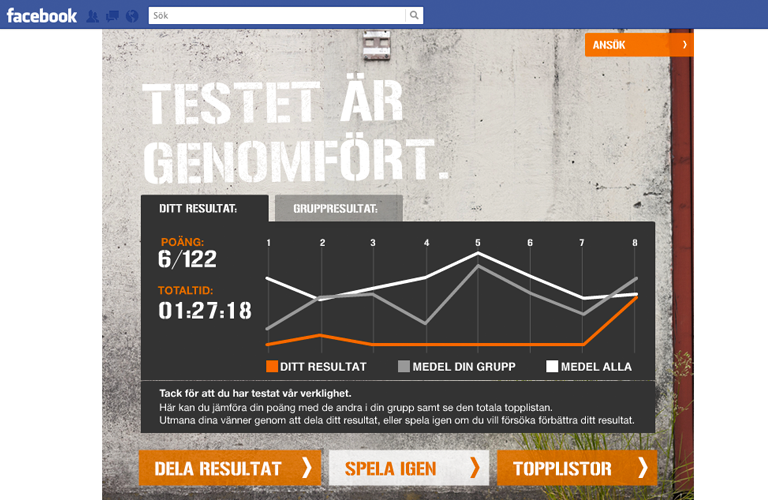 facebook
Sök
ANSÖK
TESTET ÄR
GENOMFÖRT.
DITT RESULTAT:
GRUPPRESULTAT:
POÄNG:
6/122
TOTALTID:
01:27:18
1 2 3 4 5 6 7 8
DITT RESULTAT MEDEL DIN GRUPP MEDEL ALLA
Tack för att du har testat vår verklighet.
Här kan du jämföra din poäng med de andra i din grupp samt se den totala topplistan.
Utmana dina vänner genom att dela ditt resultat, eller spela igen om du vill försöka förbättra ditt resultat.
DELA RESULTAT
SPELA IGEN
TOPPLISTOR